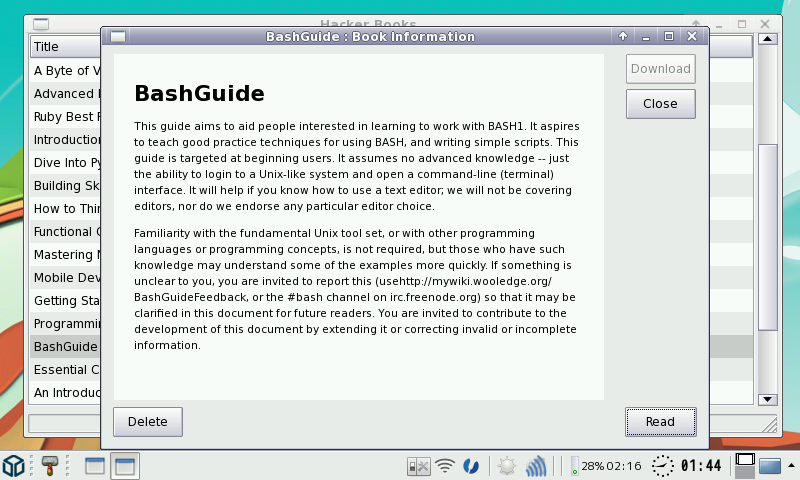 Hacker Books
BashGuide : Book Information
Title
A Byte of V
Advanced
Ruby Best
Introduction
Dive Into Py
Building Sk
How to Thin
Functional
Mastering
Mobile Dev
Getting Sta
Programmi
BashGuide
Essential C
An Introduc
BashGuide
This guide aims to aid people interested in learning to work with BASH1. It aspires
to teach good practice techniques for using BASH, and writing simple scripts. This
guide is targeted at beginning users. It assumes no advanced knowledge -- just
the ability to login to a Unix-like system and open a command-line (terminal)
interface. It will help if you know how to use a text editor; we will not be covering
editors, nor do we endorse any particular editor choice.
Familiarity with the fundamental Unix tool set, or with other programming
languages or programming concepts, is not required, but those who have such
knowledge may understand some of the examples more quickly. If something is
unclear to you, you are invited to report this (usehttp://mywiki.wooledge.org/
BashGuideFeedback, or the #bash channel on irc.freenode.org) so that it may be
clarified in this document for future readers. You are invited to contribute to the
development of this document by extending it or correcting invalid or incomplete
information.
Download
Close
Delete
Read
28% 02:16
01:44